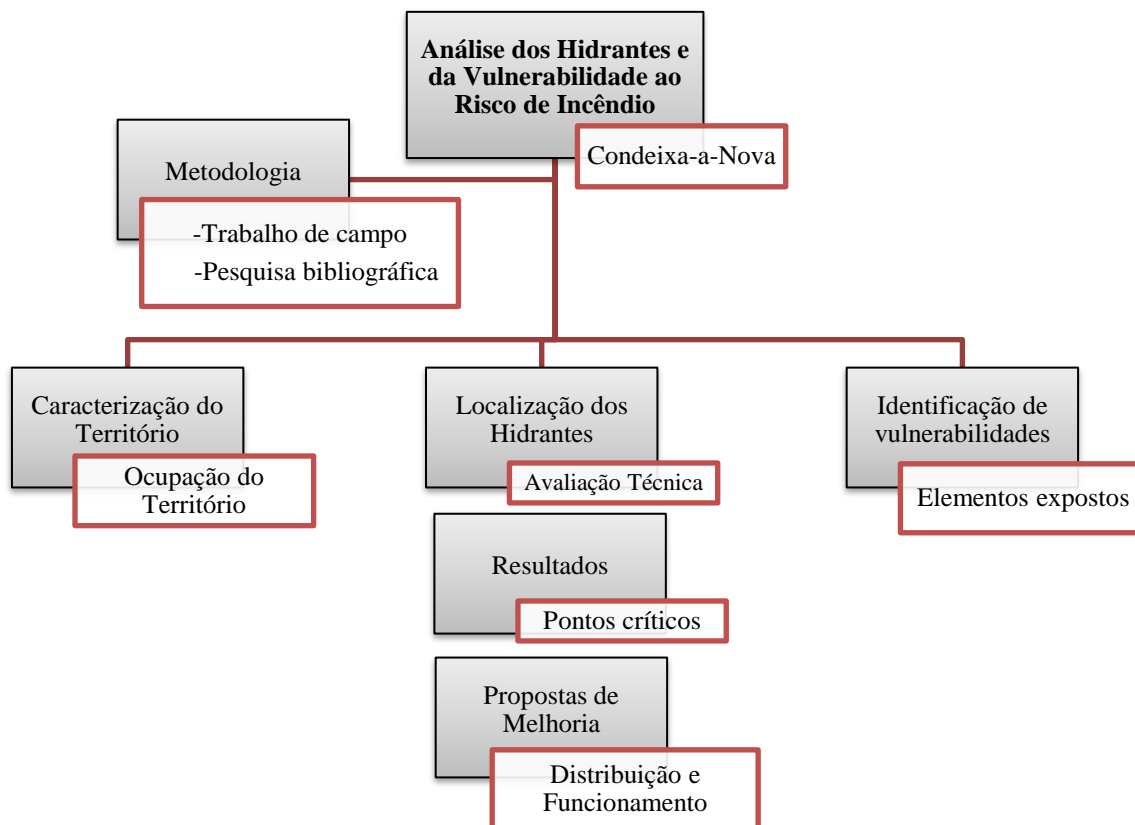 Análise dos Hidrantes e
da Vulnerabilidade ao
Risco de Incêndio
Condeixa-a-Nova
Metodologia
-Trabalho de campo
-Pesquisa bibliográfica
Caracterização do
Território
Ocupação do
Território
Localização dos
Hidrantes
Avaliação Técnica
Identificação de
vulnerabilidades
Elementos expostos
Resultados
Pontos críticos
Propostas de
Melhoria
Distribuição e
Funcionamento